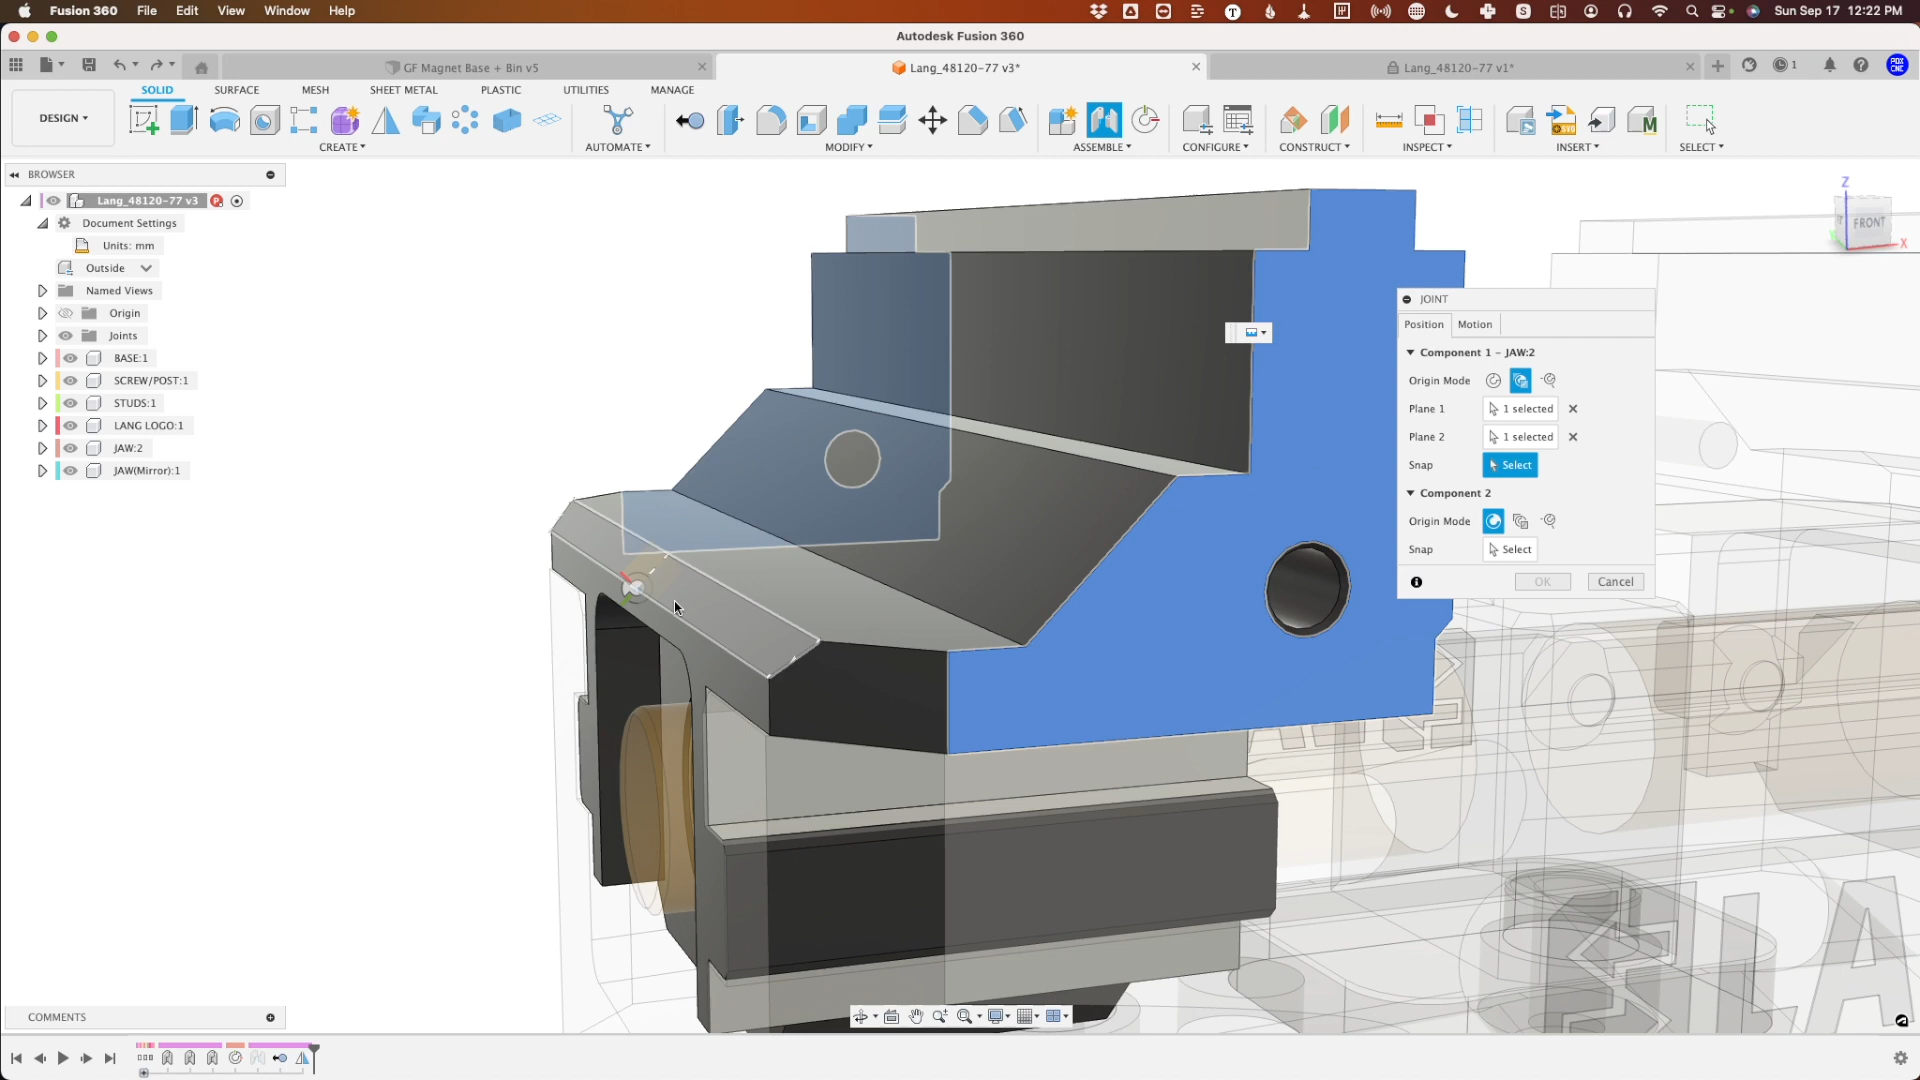 Fusion 360 File Edit View Window Help Sun Sep 17 12:22 PM
Autodesk Fusion 360
GF Magnet Base + Bin v5 Lang_48120-77 v3* Lang_48120-77 v1* 1
SOLID SURFACE MESH SHEET METAL PLASTIC UTILITIES MANAGE
DESIGN
CREATE AUTOMATE MODIFY ASSEMBLE CONFIGURE CONSTRUCT INSPECT INSERT SELECT
BROWSER
Lang_48120-77 v3
Document Settings
Units: mm
Outside
Named Views
Origin
Joints
BASE:1
SCREW/POST:1
STUDS:1
LANG LOGO:1
JAW:2
JAW(Mirror):1
Z
FRONT
X
JOINT
Position Motion
Component 1 - JAW:2
Origin Mode
Plane 1 1 selected
Plane 2 1 selected
Snap Select
Component 2
Origin Mode
Snap Select
OK Cancel
COMMENTS